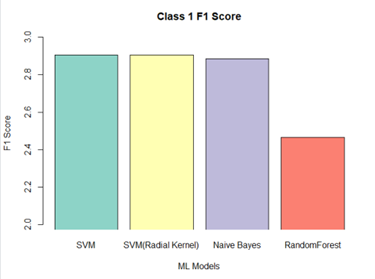 Class 1 F1 Score
3.0
2.8
2.6
2.4
2.2
2.0
F1 Score
SVM SVM(Radial Kernel) Naive Bayes RandomForest
ML Models